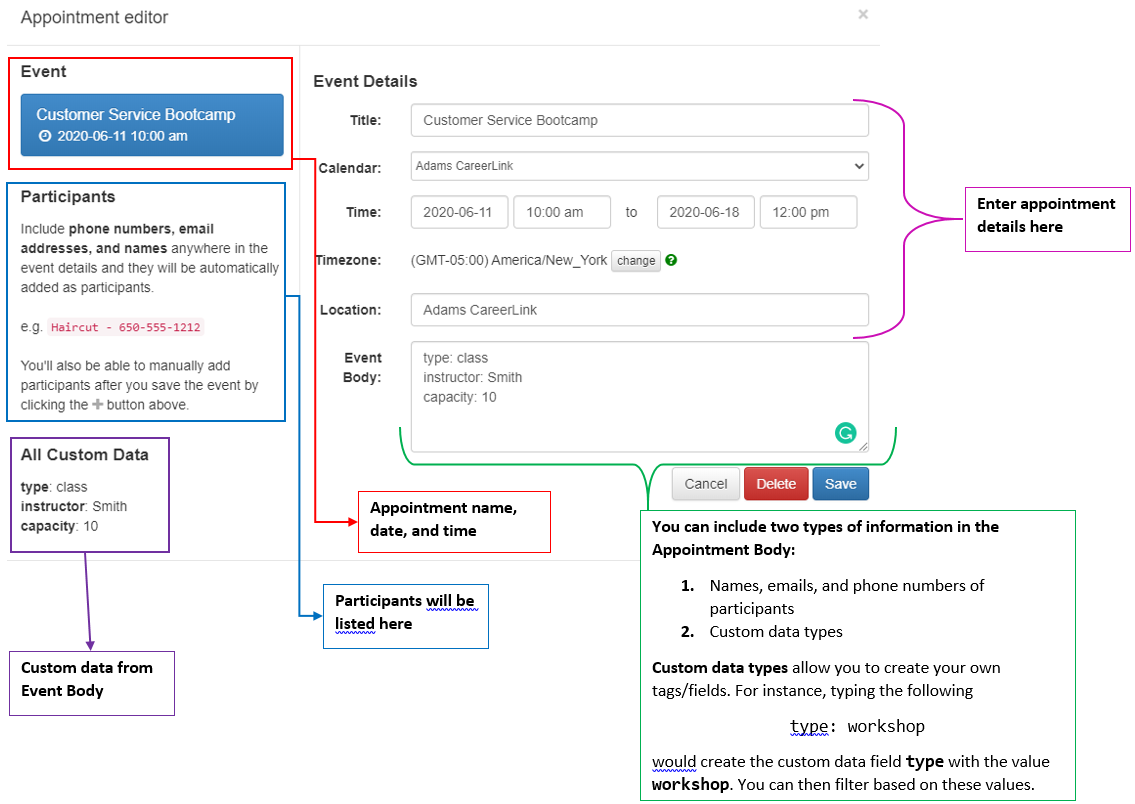 Appointment editor
×
Event
Customer Service Bootcamp
2020-06-11 10:00 am
Participants
Include phone numbers, email
addresses, and names anywhere in the
event details and they will be automatically
added as participants.
e.g. Haircut - 650-555-1212
You'll also be able to manually add
participants after you save the event by
clicking the + button above.
All Custom Data
type: class
instructor: Smith
capacity: 10
Event Details
Title: Customer Service Bootcamp
Calendar: Adams CareerLink
Time: 2020-06-11 10:00 am to 2020-06-18 12:00 pm
Timezone: (GMT-05:00) America/New_York change ?
Location: Adams CareerLink
Event
Body:
type: class
instructor: Smith
capacity: 10
Cancel Delete Save
Enter appointment
details here
Appointment name,
date, and time
Participants will be
listed here
Custom data from
Event Body
You can include two types of information in the
Appointment Body:
1. Names, emails, and phone numbers of
participants
2. Custom data types
Custom data types allow you to create your own
tags/fields. For instance, typing the following
type: workshop
would create the custom data field type with the value
workshop. You can then filter based on these values.